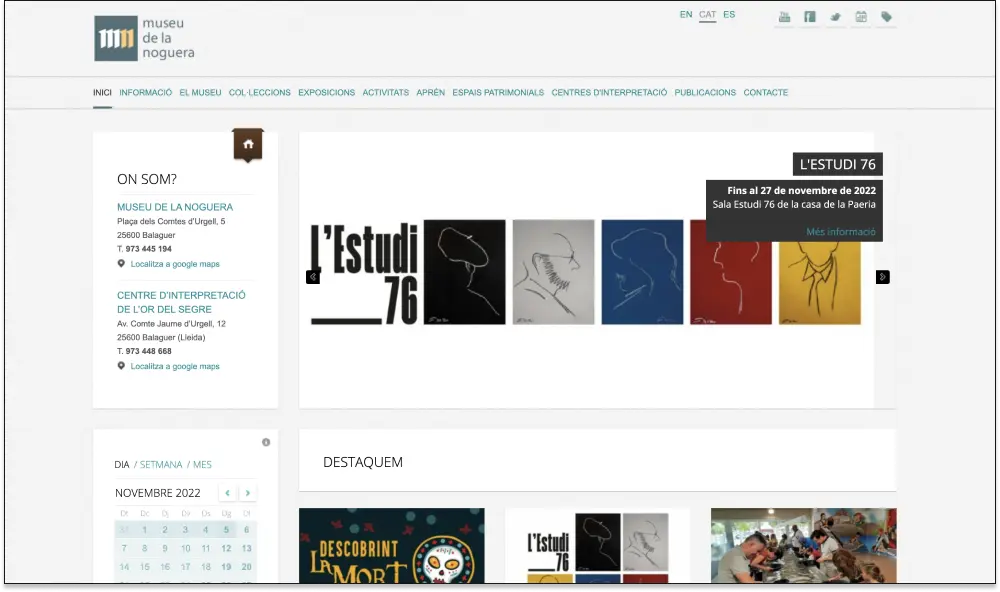 museu
de la
noguera
EN CAT ES
INICI INFORMACIÓ EL MUSEU COL·LECCIONS EXPOSICIONS ACTIVITATS APRÈN ESPAIS PATRIMONIALS CENTRES D'INTERPRETACIÓ PUBLICACIONS CONTACTE
ON SOM?
MUSEU DE LA NOGUERA
Plaça dels Comtes d'Urgell, 5
25600 Balaguer
T. 973 445 194
Localitza a google maps
CENTRE D'INTERPRETACIÓ
DE L'OR DEL SEGRE
Av. Comte Jaume d'Urgell, 12
25600 Balaguer (Lleida)
T. 973 448 668
Localitza a google maps
L'ESTUDI 76
Fins al 27 de novembre de 2022
Sala Estudi 76 de la casa de la Paeria
Més informació
L'Estudi
76
DIA / SETMANA / MES
NOVEMBRE 2022
Dl Dc Dj Dv Ds Dg
31 1 2 3 4 5 6
7 8 9 10 11 12 13
14 15 16 17 18 19 20
DESTAQUEM
DESCOBRINT
LA MORT
L'Estudi
76